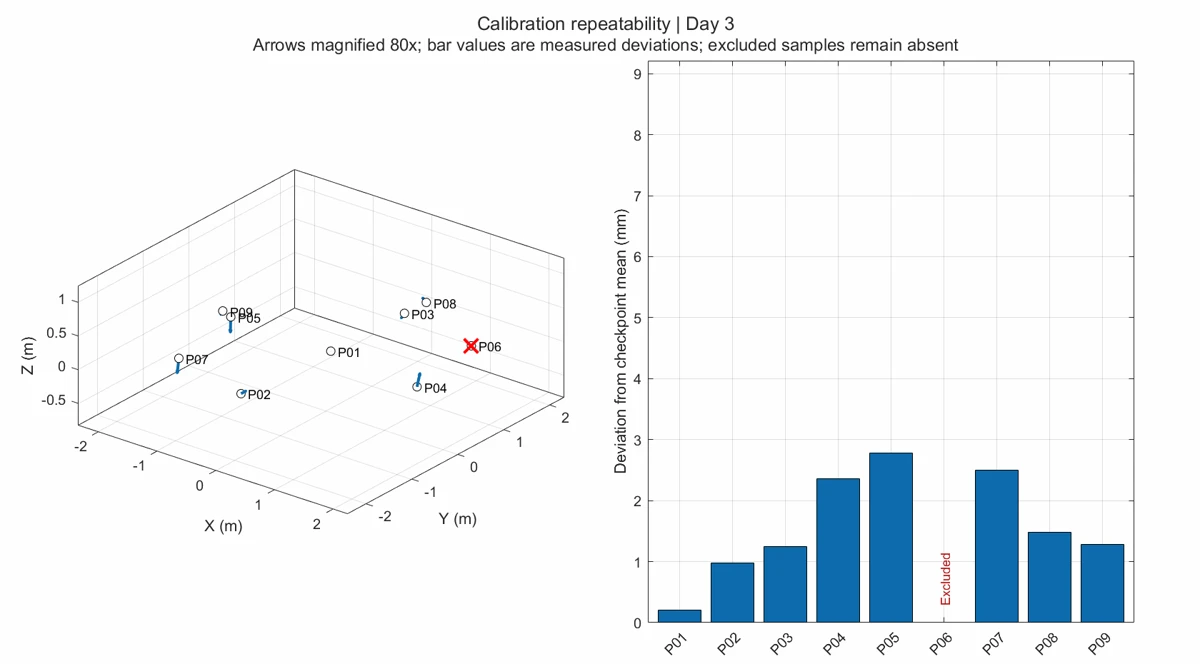 Calibration repeatability | Day 3
Arrows magnified 80x; bar values are measured deviations; excluded samples remain absent
Z (m)
1
0.5
0
-0.5
P09
P05
P07
P02
P01
P08
P03
P06
P04
-2
-1
0
1
2
X (m)
-2
-1
0
1
2
Y (m)
Deviation from checkpoint mean (mm)
9
8
7
6
5
4
3
2
1
0
Excluded
P01
P02
P03
P04
P05
P06
P07
P08
P09